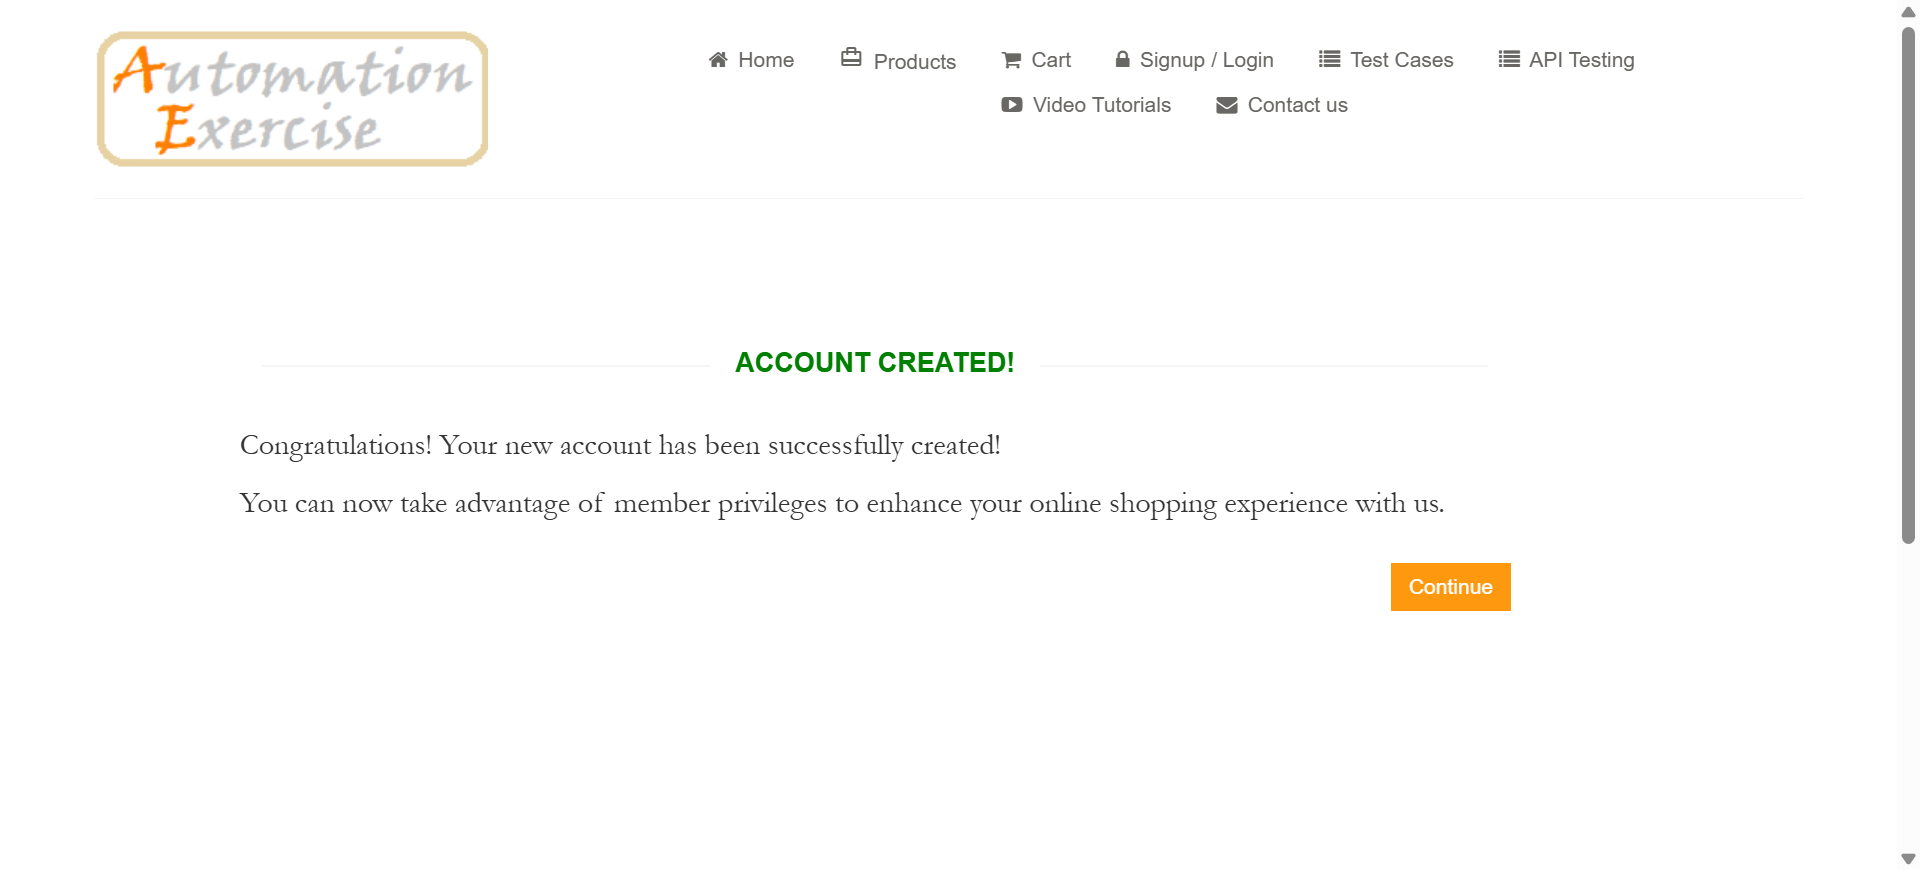 Automation
Exercise
Home
Products
Cart
Signup / Login
Test Cases
API Testing
Video Tutorials
Contact us
ACCOUNT CREATED!
Congratulations! Your new account has been successfully created!
You can now take advantage of member privileges to enhance your online shopping experience with us.
Continue